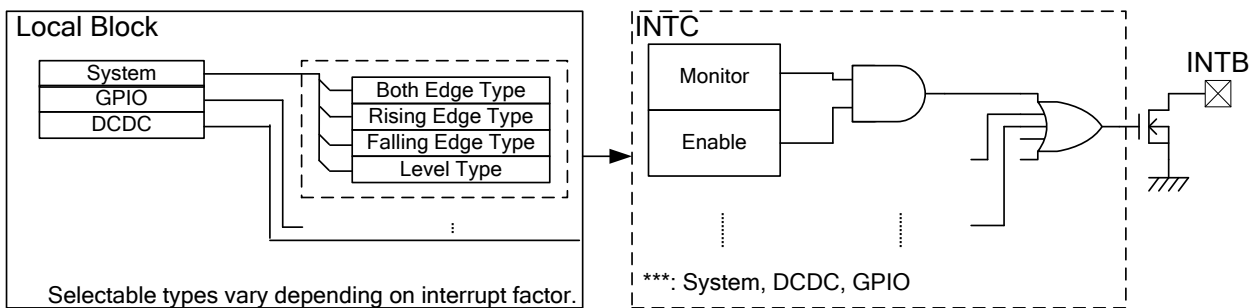 Local Block
System
GPIO
DCDC
Both Edge Type
Rising Edge Type
Falling Edge Type
Level Type
Selectable types vary depending on interrupt factor.
INTC
Monitor
Enable
***: System, DCDC, GPIO
INTB